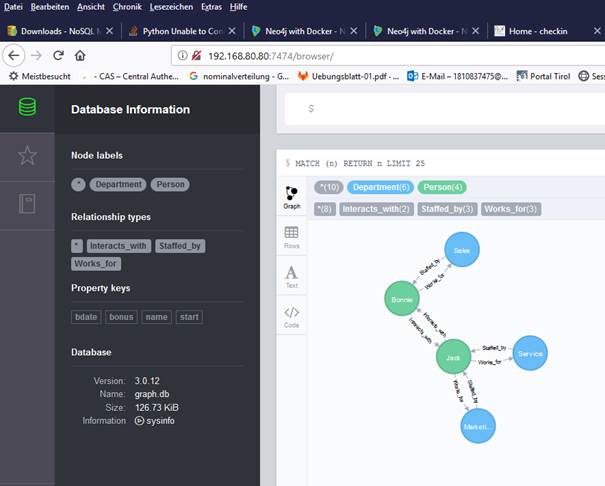 Datei Bearbeiten Ansicht Chronik Lesezeichen Extras Hilfe
Downloads - NoSQL M Python Unable to Con Neo4j with Docker - N Neo4j with Docker - N Home - checkin
192.168.80.80:7474/browser/
Meistbesucht - CAS – Central Authe... nominalverteilung - G... Uebungsblatt-01.pdf - ... E-Mail – 1810837475@... Portal Tirol Sess
Database Information
$
Node labels
* Department Person
Relationship types
* Interacts_with Staffed_by
Works_for
Property keys
bdate bonus name start
Database
Version: 3.0.12
Name: graph.db
Size: 126.73 KiB
Information sysinfo
$ MATCH (n) RETURN n LIMIT 25
*(10) Department(6) Person(4)
*(8) Interacts_with(2) Staffed_by(3) Works_for(3)
Graph
Rows
Text
Code
Sales
Staffed_by
Works_for
Bonnie
Interacts_with
Interacts_with
Jack
Staffed_by
Works_for
Service
Works_for
Staffed_by
Marketi...